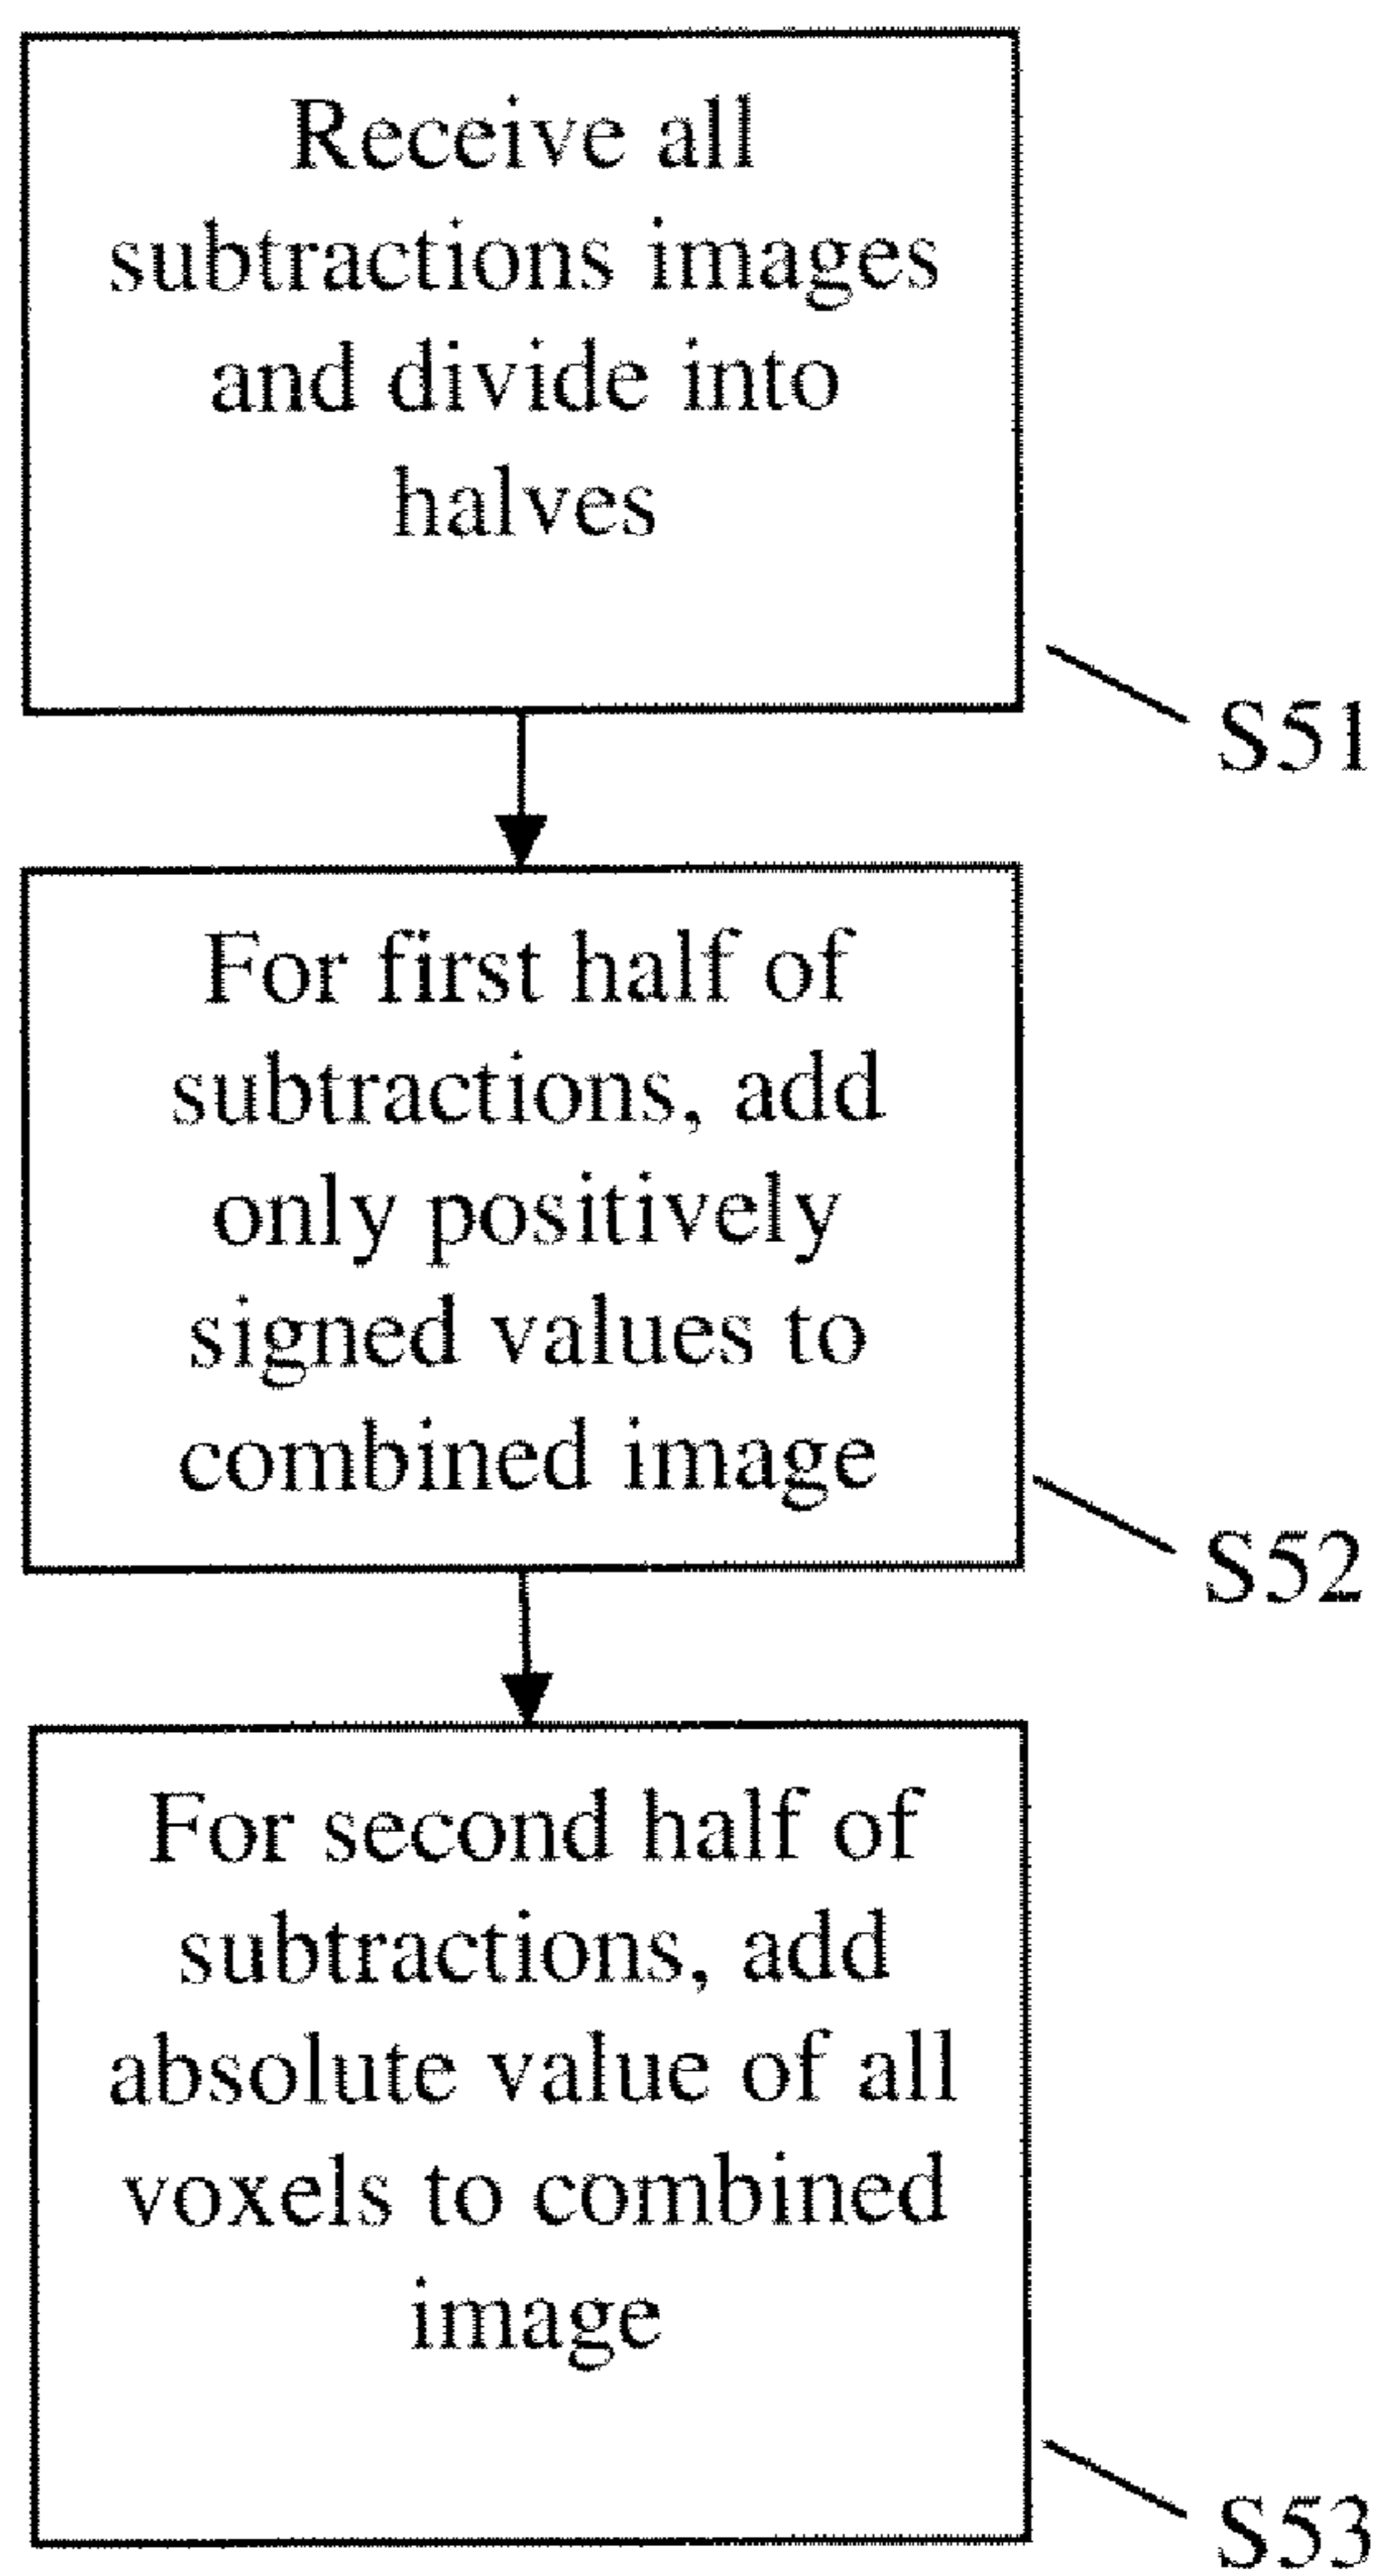 Receive all
subtractions images
and divide into
halves
S51
For first half of
subtractions, add
only positively
signed values to
combined image
S52
For second half of
subtractions, add
absolute value of all
voxels to combined
image
S53